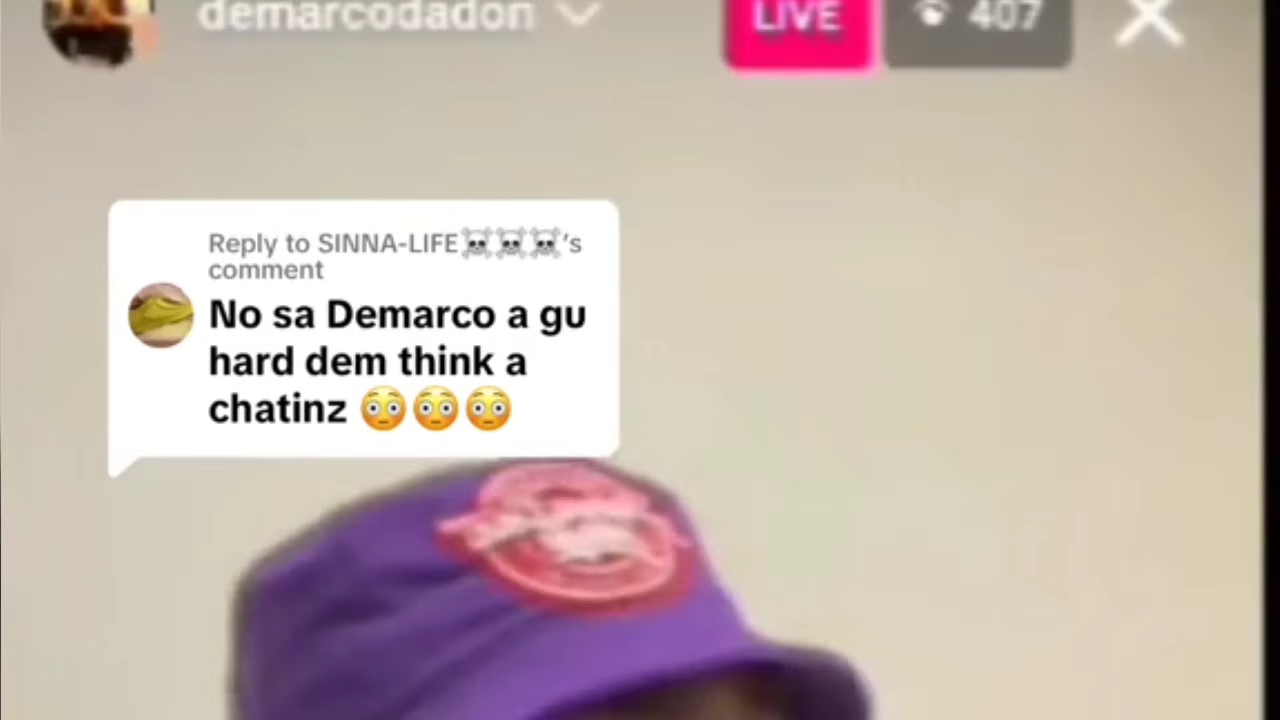 demarcodadon
LIVE
407
Reply to SINNA-LIFE☠️☠️☠️’s
comment
No sa Demarco a gu
hard dem think a
chatinz 😳😳😳